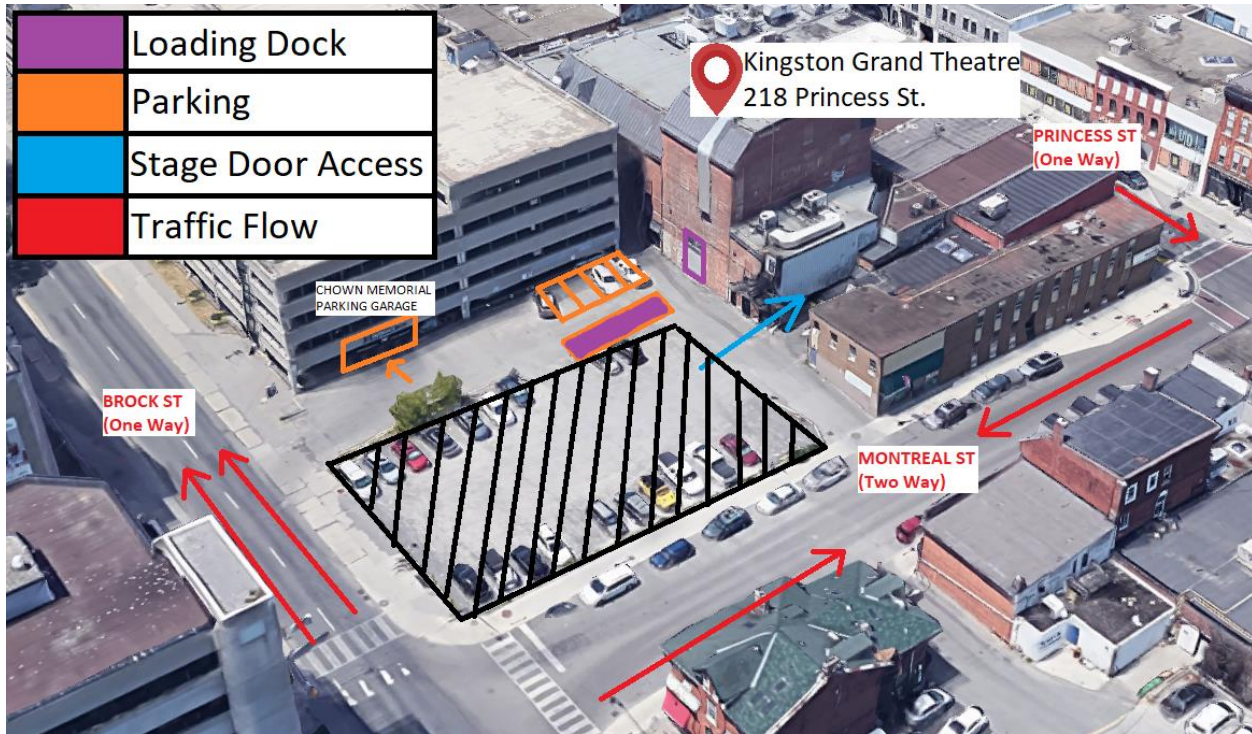 Loading Dock
Parking
Stage Door Access
Traffic Flow
Kingston Grand Theatre
218 Princess St.
PRINCESS ST
(One Way)
CHOWN MEMORIAL
PARKING GARAGE
BROCK ST
(One Way)
MONTREAL ST
(Two Way)